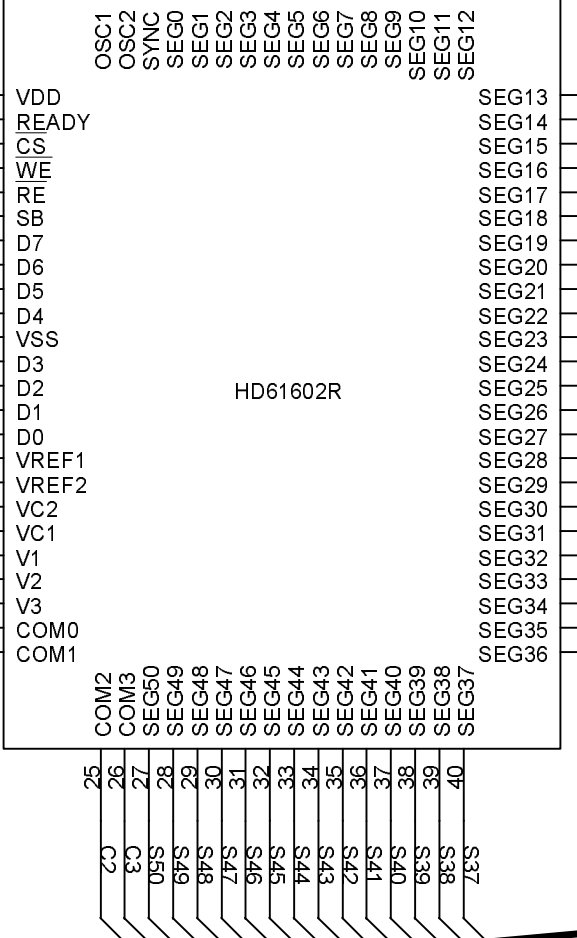 OSC1
OSC2
SYNC
SEG0
SEG1
SEG2
SEG3
SEG4
SEG5
SEG6
SEG7
SEG8
SEG9
SEG10
SEG11
SEG12
VDD
READY
CS
WE
RE
SB
D7
D6
D5
D4
VSS
D3
D2
D1
D0
VREF1
VREF2
VC2
VC1
V1
V2
V3
COM0
COM1
HD61602R
SEG13
SEG14
SEG15
SEG16
SEG17
SEG18
SEG19
SEG20
SEG21
SEG22
SEG23
SEG24
SEG25
SEG26
SEG27
SEG28
SEG29
SEG30
SEG31
SEG32
SEG33
SEG34
SEG35
SEG36
COM2
COM3
SEG50
SEG49
SEG48
SEG47
SEG46
SEG45
SEG44
SEG43
SEG42
SEG41
SEG40
SEG39
SEG38
SEG37
25
26
27
28
29
30
31
32
33
34
35
36
37
38
39
40
C2
C3
S50
S49
S48
S47
S46
S45
S44
S43
S42
S41
S40
S39
S38
S37